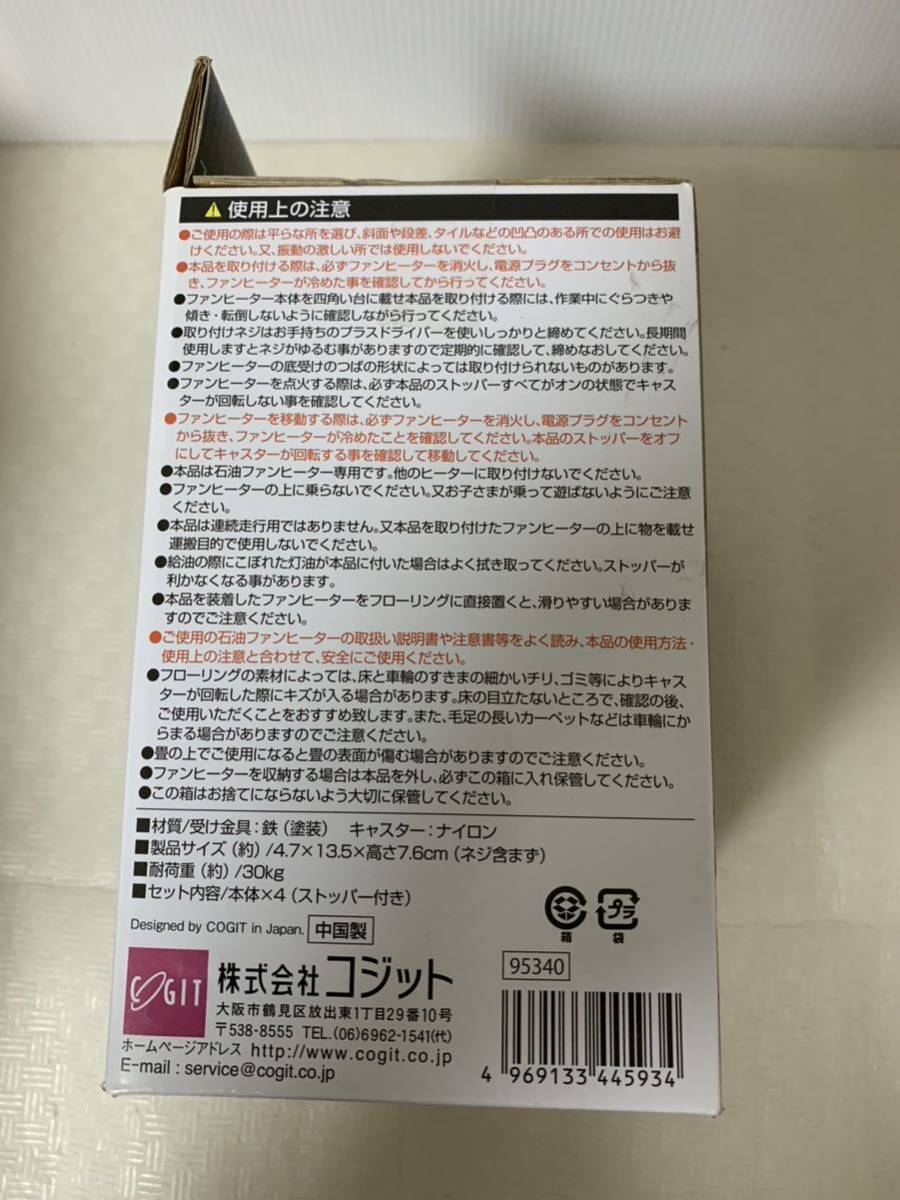 ⚠ 使用上の注意
●ご使用の際は平らな所を選び、斜面や段差、タイルなどの凹凸のある所での使用はお避
けください。又、振動の激しい所では使用しないでください。
●本品を取り付ける際は、必ずファンヒーターを消火し、電源プラグをコンセントから抜
き、ファンヒーターが冷めた事を確認してから行ってください。
●ファンヒーター本体を四角い台に載せ本品を取り付ける際には、作業中にぐらつきや
傾き・転倒しないように確認しながら行ってください。
●取り付けネジはお手持ちのプラスドライバーを使いしっかりと締めてください。長期間
使用しますとネジがゆるむ事がありますので定期的に確認して、締めなおしてください。
●ファンヒーターの底受けのつばの形状によっては取り付けられないものがあります。
●ファンヒーターを点火する際は、必ず本品のストッパーすべてがオンの状態でキャス
ターが回転しない事を確認してください。
●ファンヒーターを移動する際は、必ずファンヒーターを消火し、電源プラグをコンセント
から抜き、ファンヒーターが冷めたことを確認してください。本品のストッパーをオフ
にしてキャスターが回転する事を確認して移動してください。
●本品は石油ファンヒーター専用です。他のヒーターに取り付けないでください。
●ファンヒーターの上に乗らないでください。又お子さまが乗って遊ばないようにご注意
ください。
●本品は連続走行用ではありません。又本品を取り付けたファンヒーターの上に物を載せ
運搬目的で使用しないでください。
●給油の際にこぼれた灯油が本品に付いた場合はよく拭き取ってください。ストッパーが
利かなくなる事があります。
●本品を装着したファンヒーターをフローリングに直接置くと、滑りやすい場合がありま
すのでご注意ください。
●ご使用の石油ファンヒーターの取扱い説明書や注意書等をよく読み、本品の使用方法・
使用上の注意と合わせて、安全にご使用ください。
●フローリングの素材によっては、床と車輪のすきまの細かいチリ、ゴミ等によりキャス
ターが回転した際にキズが入る場合があります。床の目立たないところで、確認の後、
ご使用いただくことをおすすめ致します。また、毛足の長いカーペットなどは車輪にか
らまる場合がありますのでご注意ください。
●畳の上でご使用になると畳の表面が傷む場合がありますのでご注意ください。
●ファンヒーターを収納する場合は本品を外し、必ずこの箱に入れ保管してください。
●この箱はお捨てにならないよう大切に保管してください。
■材質/受け金具：鉄（塗装） キャスター：ナイロン
■製品サイズ（約）/4.7×13.5×高さ7.6cm（ネジ含まず）
■耐荷重（約）/30kg
■セット内容/本体×4（ストッパー付き）
Designed by COGIT in Japan. 中国製
箱
プラ
袋
COGIT
株式会社 コジット
大阪市鶴見区放出東1丁目29番10号
〒538-8555 TEL.(06)6962-1541(代)
ホームページアドレス http://www.cogit.co.jp
E-mail : service@cogit.co.jp
95340
4 969133 445934